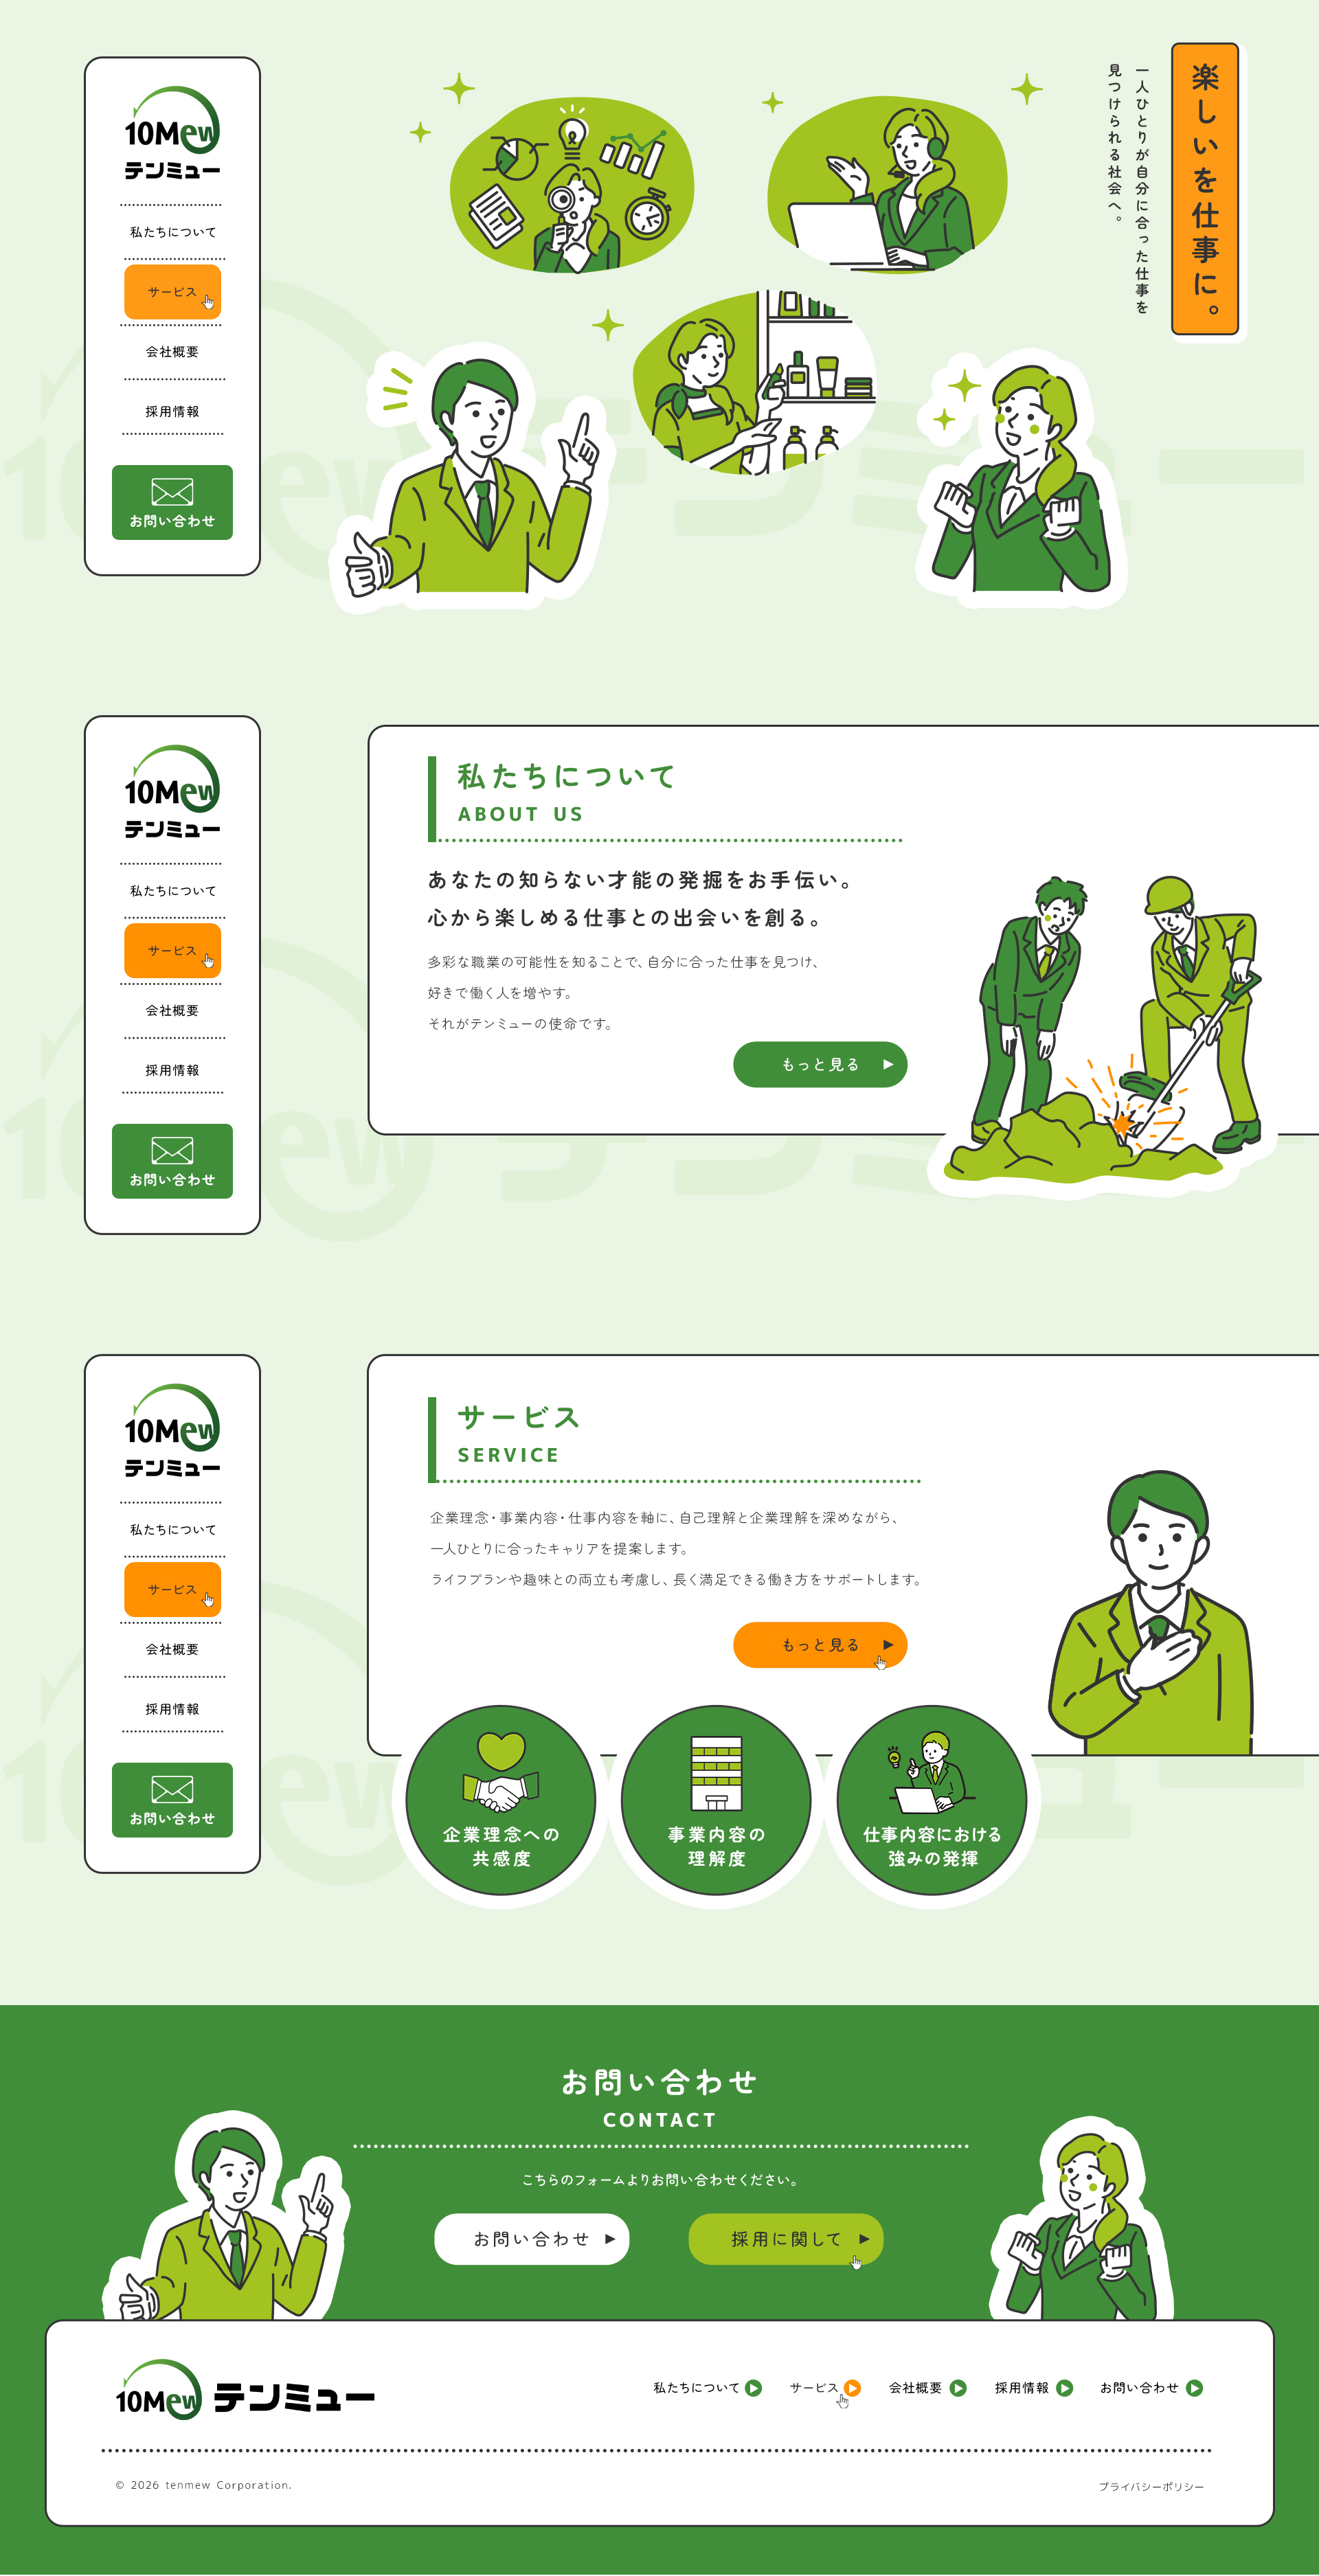 10Mew
テンミュー
私たちについて
サービス
会社概要
採用情報
お問い合わせ
楽しいを仕事に。
一人ひとりが自分に合った仕事を
見つけられる社会へ。
10Mew テンミュー
10Mew
テンミュー
私たちについて
サービス
会社概要
採用情報
お問い合わせ
私たちについて
ABOUT US
あなたの知らない才能の発掘をお手伝い。
心から楽しめる仕事との出会いを創る。
多彩な職業の可能性を知ることで、自分に合った仕事を見つけ、
好きで働く人を増やす。
それがテンミューの使命です。
もっと見る
10Mew テンミュー
10Mew
テンミュー
私たちについて
サービス
会社概要
採用情報
お問い合わせ
サービス
SERVICE
企業理念・事業内容・仕事内容を軸に、自己理解と企業理解を深めながら、
一人ひとりに合ったキャリアを提案します。
ライフプランや趣味との両立も考慮し、長く満足できる働き方をサポートします。
もっと見る
10Mew テンミュー
企業理念への
共感度
事業内容の
理解度
仕事内容における
強みの発揮
お問い合わせ
CONTACT
こちらのフォームよりお問い合わせください。
お問い合わせ
採用に関して
10Mew テンミュー
私たちについて
サービス
会社概要
採用情報
お問い合わせ
© 2026 tenmew Corporation.
プライバシーポリシー